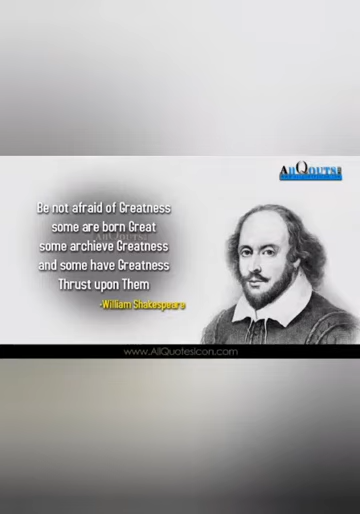 AllQouts
Be not afraid of Greatness
some are born Great
some archieve Greatness
and some have Greatness
Thrust upon Them
-William Shakespeare
www.AllQuotesIcon.com